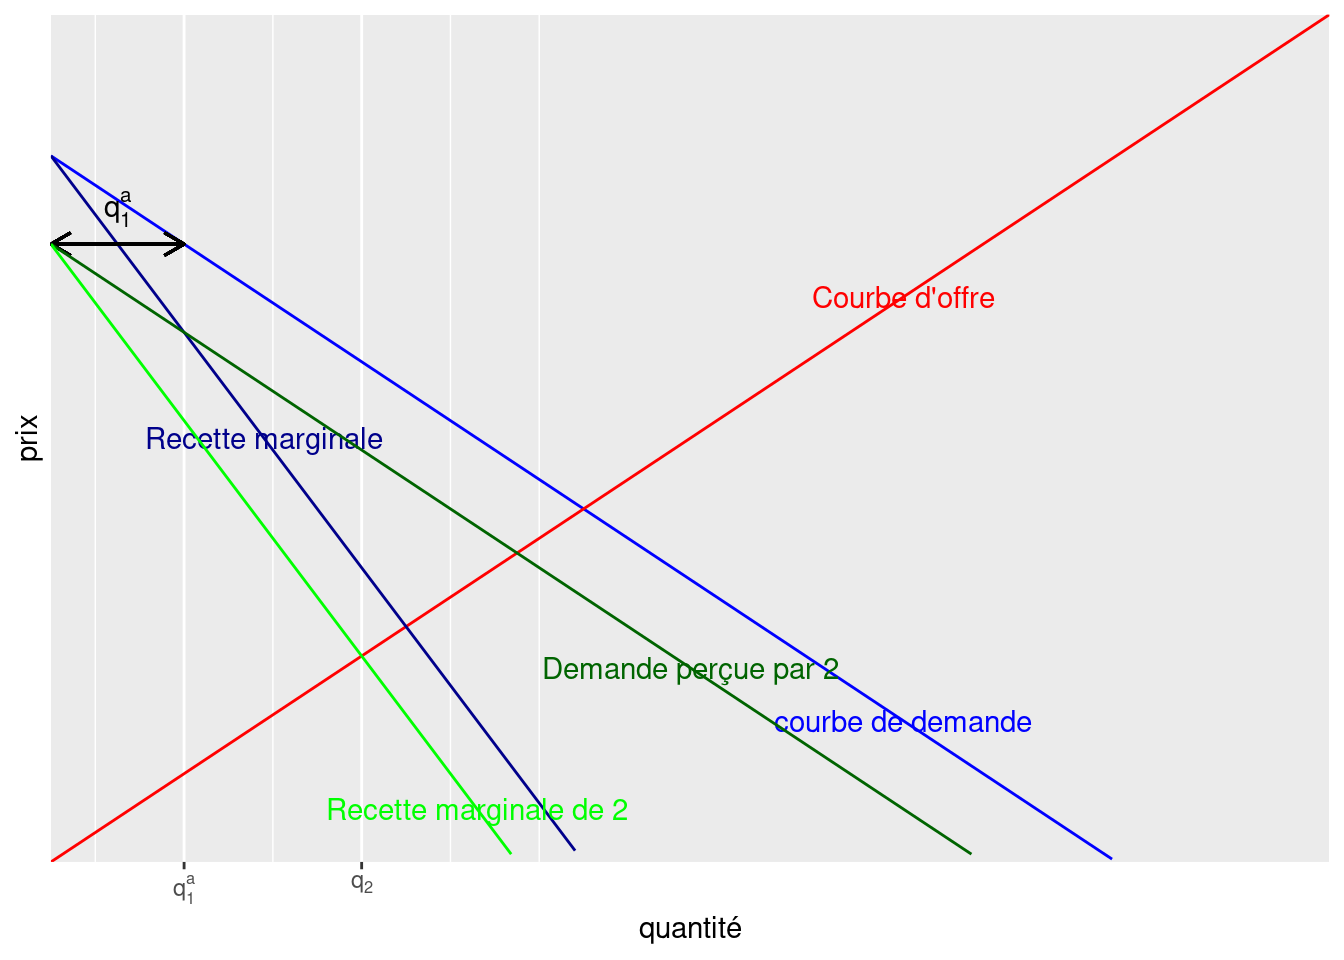 q₁ᵃ
Courbe d'offre
prix
Recette marginale
Demande perçue par 2
courbe de demande
Recette marginale de 2
q₁ᵃ
q₂
quantité